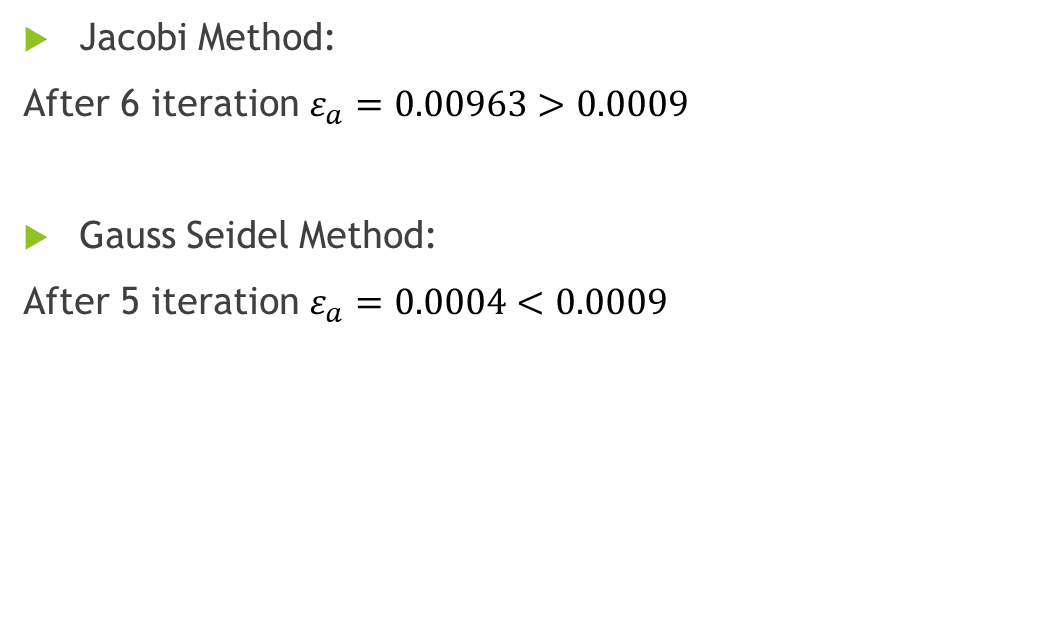 ▶ Jacobi Method:
After 6 iteration 𝜀ₐ = 0.00963 > 0.0009
▶ Gauss Seidel Method:
After 5 iteration 𝜀ₐ = 0.0004 < 0.0009